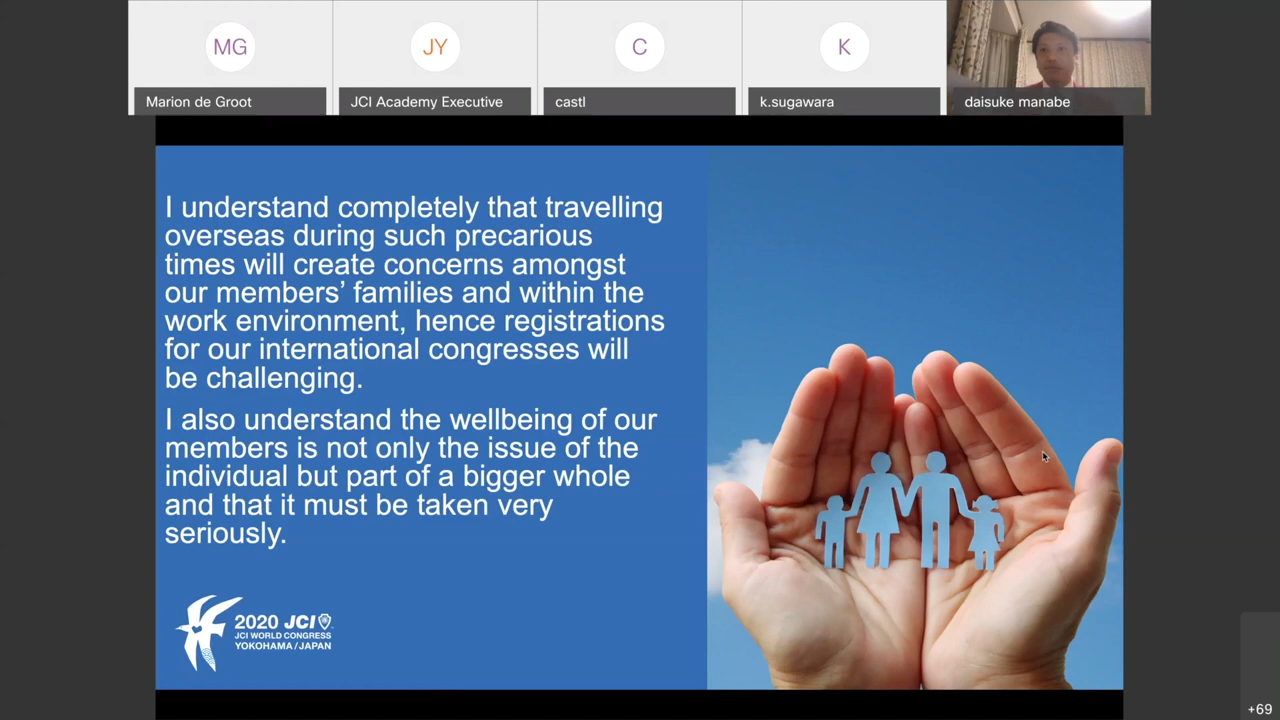 MG
JY
C
K
Marion de Groot
JCI Academy Executive
castl
k.sugawara
daisuke manabe
I understand completely that travelling
overseas during such precarious
times will create concerns amongst
our members’ families and within the
work environment, hence registrations
for our international congresses will
be challenging.
I also understand the wellbeing of our
members is not only the issue of the
individual but part of a bigger whole
and that it must be taken very
seriously.
2020 JCI
JCI WORLD CONGRESS
YOKOHAMA/JAPAN
+69